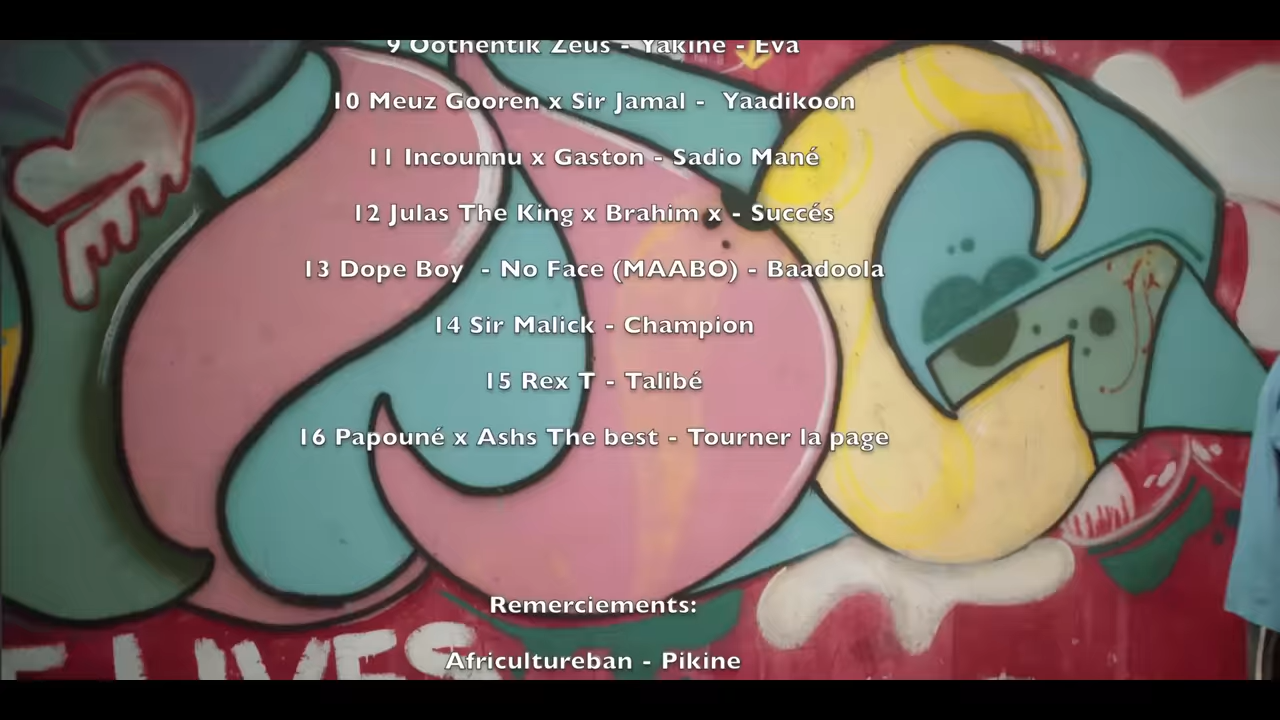 9 Oothentik Zeus - Yakine - Eva
10 Meuz Gooren x Sir Jamal -  Yaadikoon
11 Incounnu x Gaston - Sadio Mané
12 Julas The King x Brahim x - Succés
13 Dope Boy  - No Face (MAABO) - Baadoola
14 Sir Malick - Champion
15 Rex T - Talibé
16 Papouné x Ashs The best - Tourner la page
Remerciements:
LIVES
Africultureban - Pikine